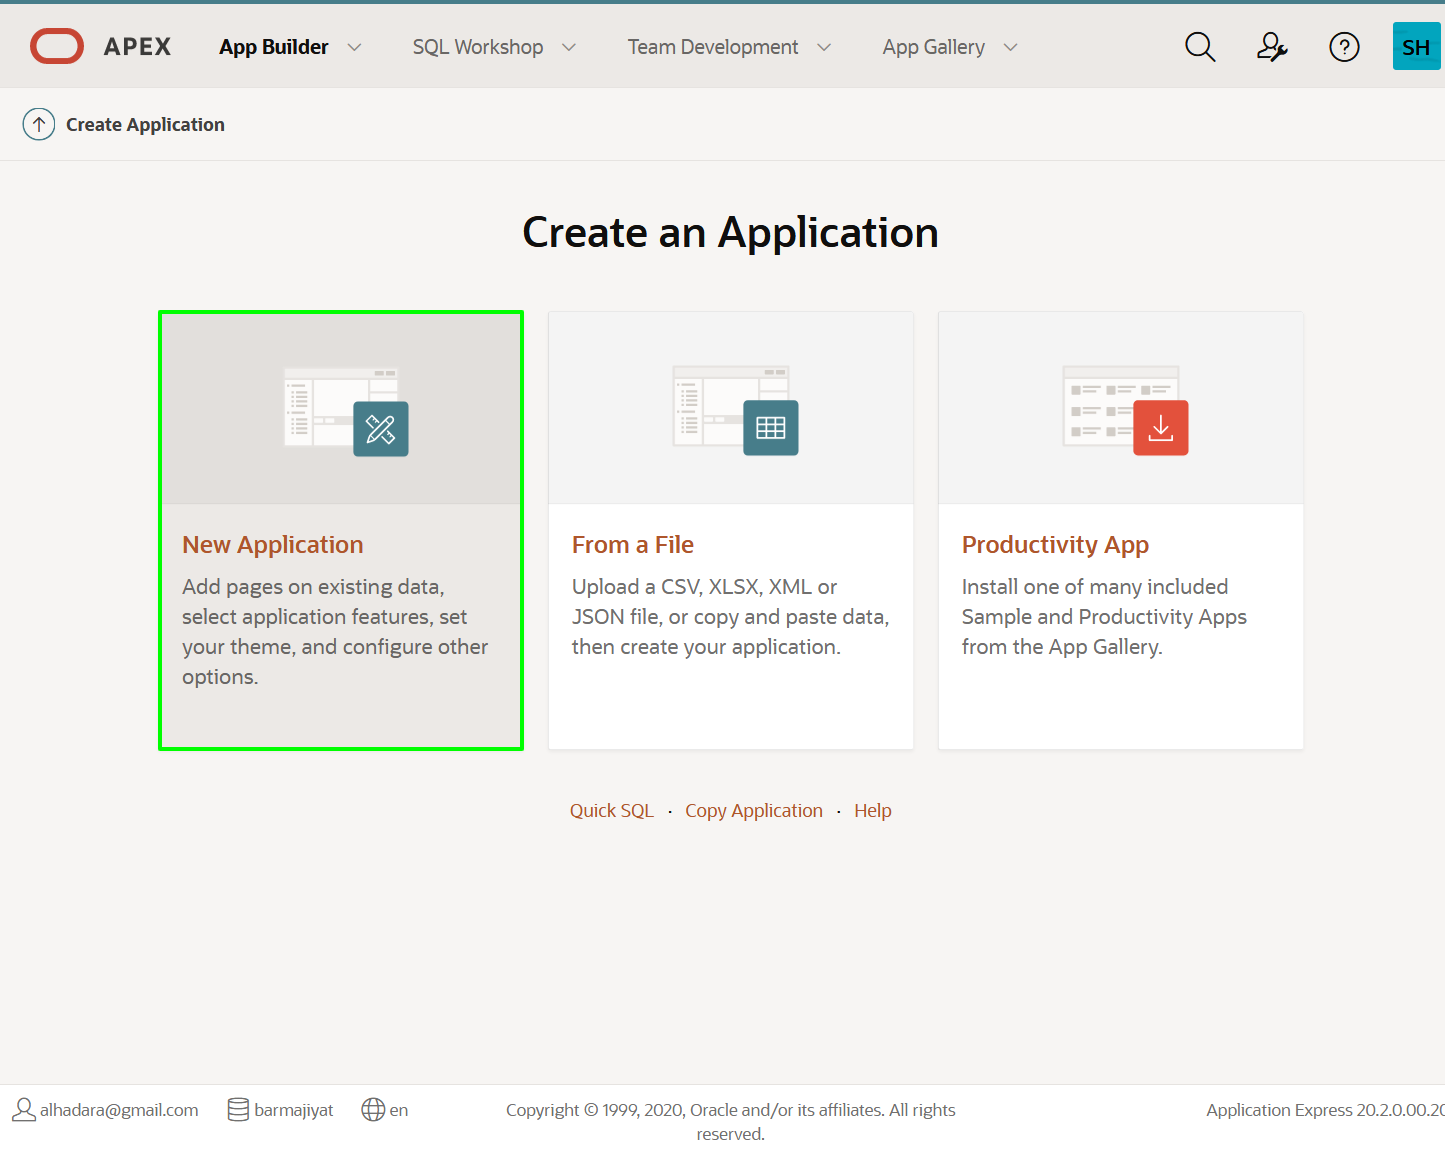 APEX App Builder SQL Workshop Team Development App Gallery ? SH
Create Application
Create an Application
New Application
Add pages on existing data,
select application features, set
your theme, and configure other
options.
From a File
Upload a CSV, XLSX, XML or
JSON file, or copy and paste data,
then create your application.
Productivity App
Install one of many included
Sample and Productivity Apps
from the App Gallery.
Quick SQL · Copy Application · Help
alhadara@gmail.com barmajiyat en
Copyright © 1999, 2020, Oracle and/or its affiliates. All rights
reserved.
Application Express 20.2.0.00.20